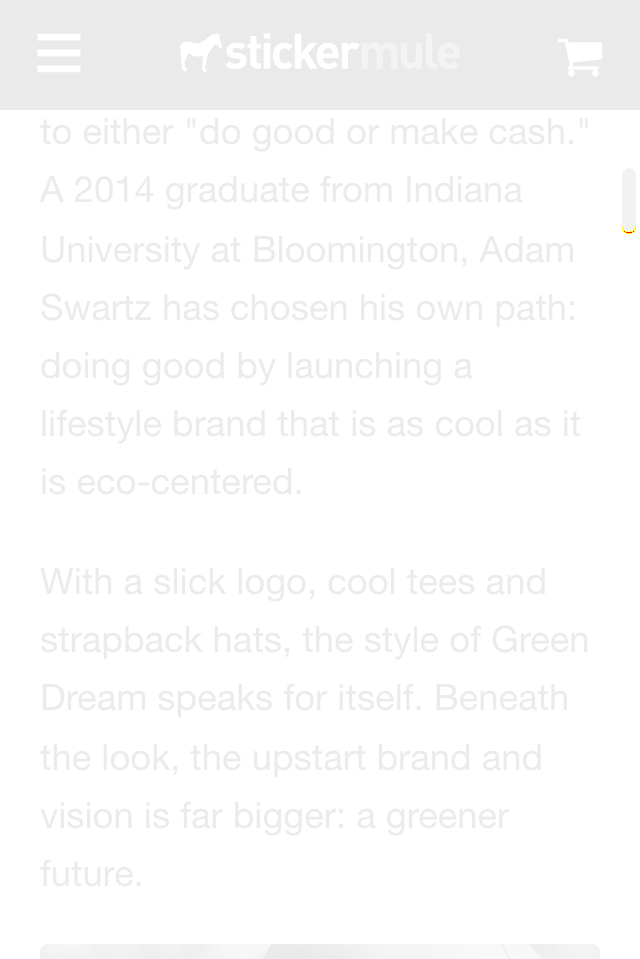 stickermule
to either "do good or make cash."
A 2014 graduate from Indiana
University at Bloomington, Adam
Swartz has chosen his own path:
doing good by launching a
lifestyle brand that is as cool as it
is eco-centered.
With a slick logo, cool tees and
strapback hats, the style of Green
Dream speaks for itself. Beneath
the look, the upstart brand and
vision is far bigger: a greener
future.